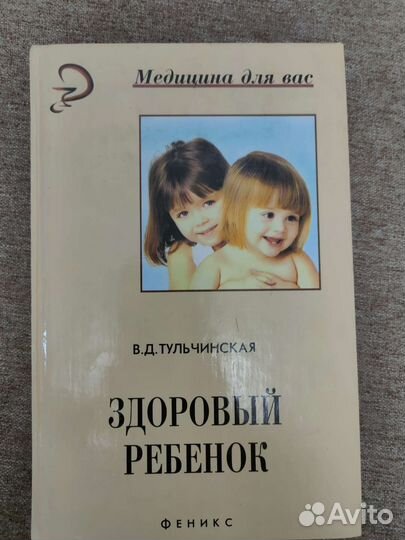 Медицина для вас
В.Д.ТУЛЬЧИНСКАЯ
ЗДОРОВЫЙ
РЕБЕНОК
ФЕНИКС
Avito